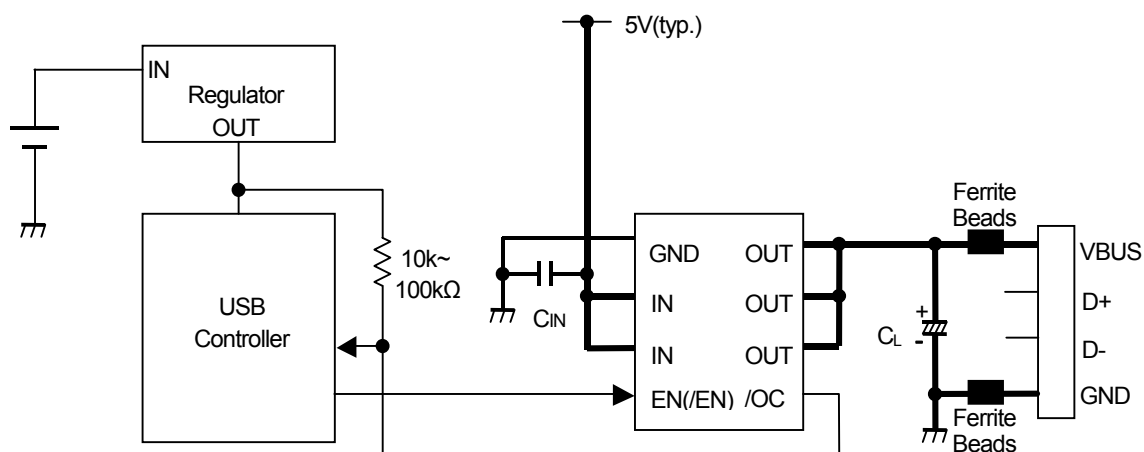 5V(typ.)
IN
Regulator
OUT
Ferrite
Beads
10k~
100kΩ
USB
Controller
CIN
GND OUT
IN OUT
IN OUT
EN(/EN) /OC
+
CL
-
VBUS
D+
D-
GND
Ferrite
Beads